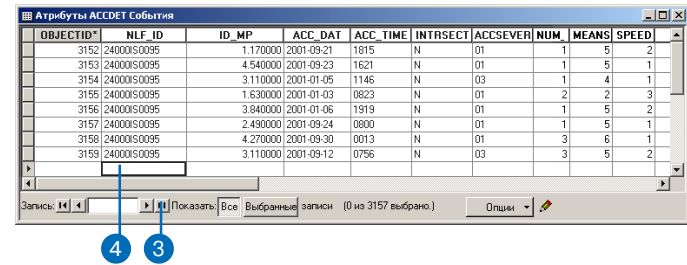 Атрибуты ACCDET События
OBJECTID* NLF_ID ID_MP ACC_DAT ACC_TIME INTRSECT ACCSEVER NUM_ MEANS SPEED
3152 24000IS0095 1.170000 2001-09-21 1815 N 01 1 5 2
3153 24000IS0095 4.540000 2001-09-23 1621 N 01 1 5 1
3154 24000IS0095 3.110000 2001-01-05 1146 N 03 1 4 1
3155 24000IS0095 1.630000 2001-01-03 0823 N 01 2 2 3
3156 24000IS0095 3.840000 2001-01-06 1919 N 01 1 5 2
3157 24000IS0095 2.490000 2001-09-24 0800 N 01 1 5 1
3158 24000IS0095 4.270000 2001-09-30 0013 N 01 3 6 1
3159 24000IS0095 3.110000 2001-09-12 0756 N 03 3 5 2
Запись: Показать: Все Выбранные записи (0 из 3157 выбрано.) Опции
4 3